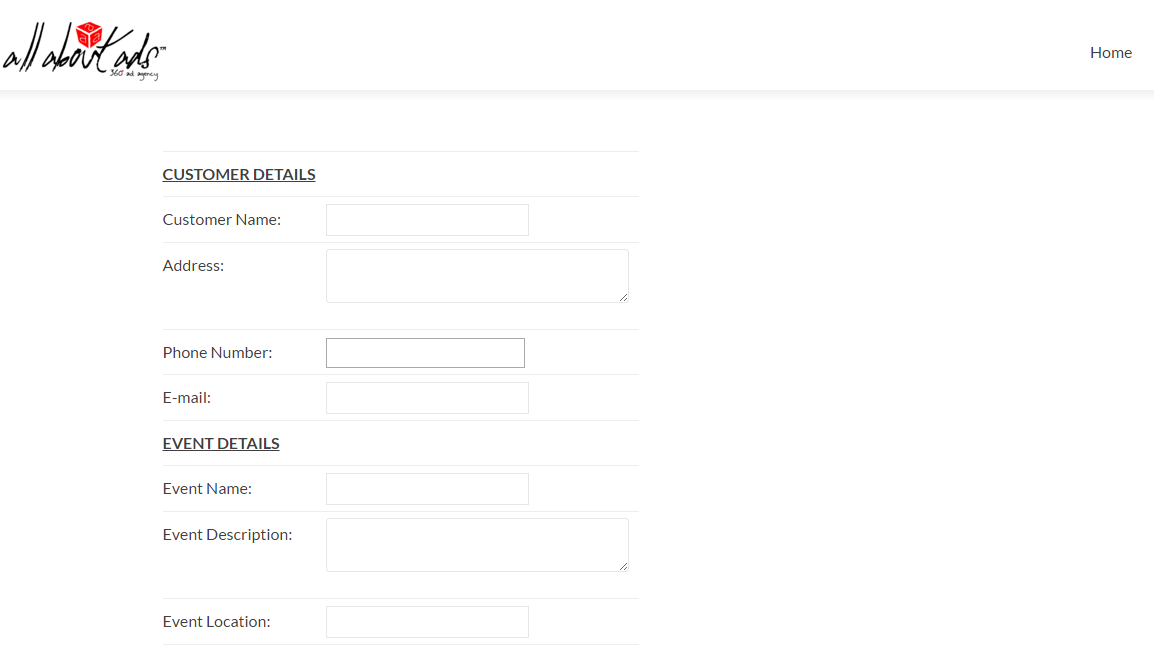 all about ads™
360° ad agency
Home
CUSTOMER DETAILS
Customer Name:
Address:
Phone Number:
E-mail:
EVENT DETAILS
Event Name:
Event Description:
Event Location: